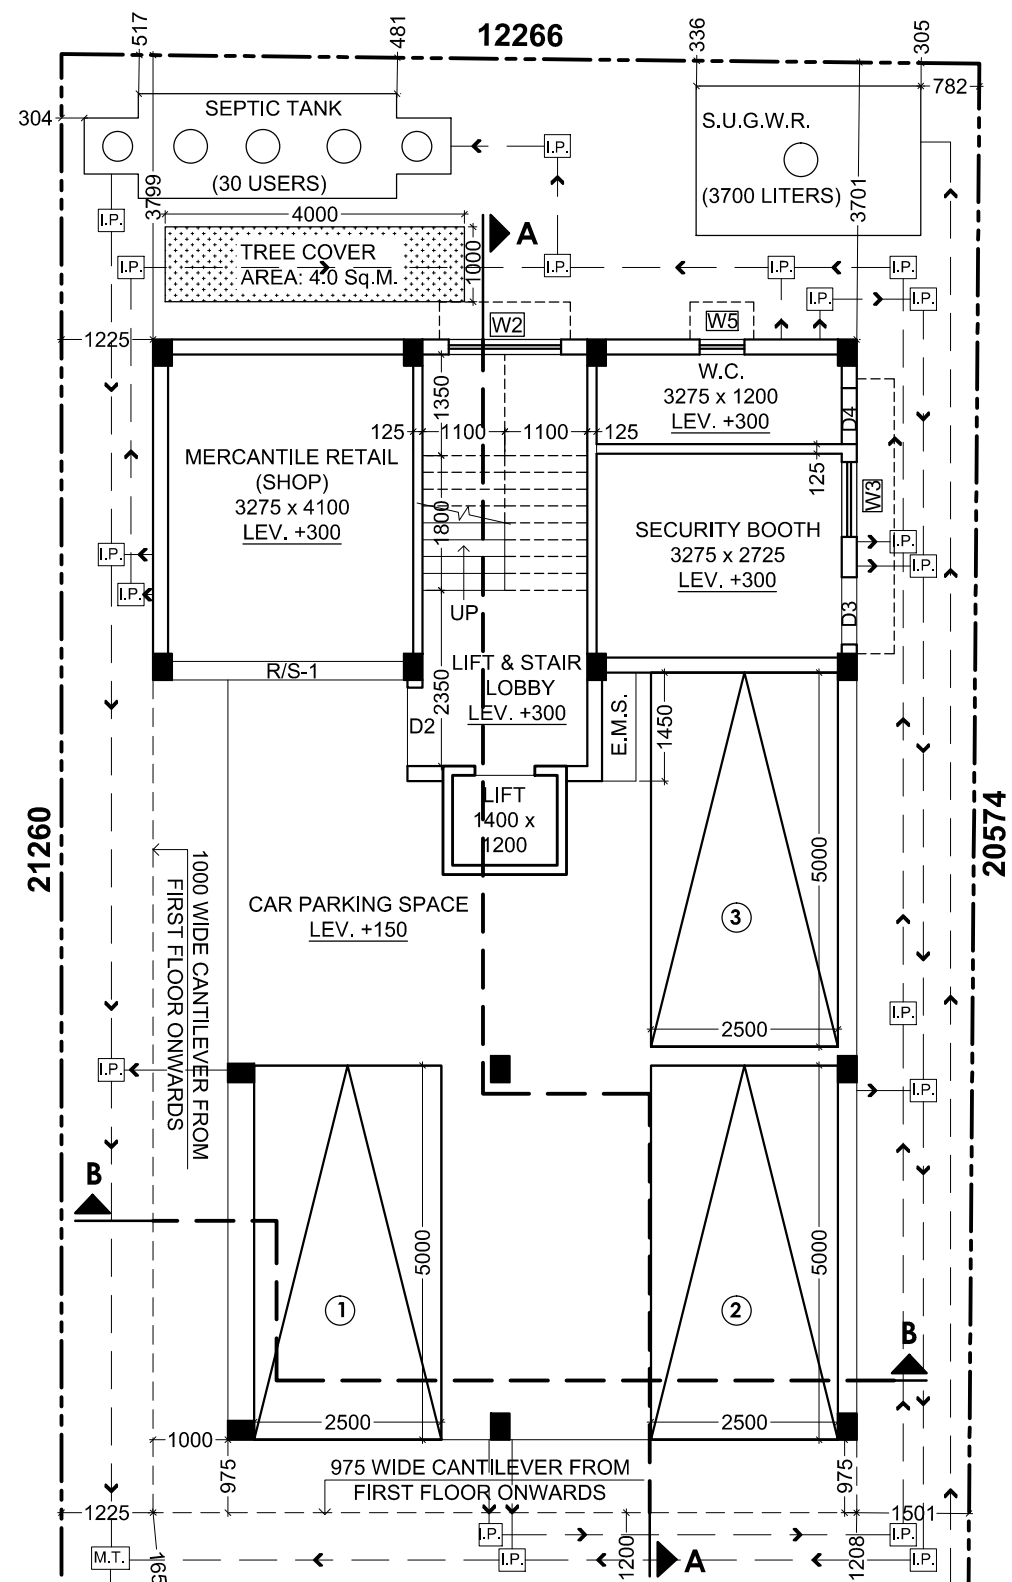 517
481
12266
336
305
782
304
SEPTIC TANK
(30 USERS)
3799
I.P.
S.U.G.W.R.
(3700 LITERS)
3701
I.P.
4000
A
TREE COVER
AREA: 4.0 Sq.M.
1000
I.P.
I.P.
I.P.
I.P.
I.P.
I.P.
1225
W2
W5
W.C.
3275 x 1200
LEV. +300
D4
1350
125
1100
1100
125
125
MERCANTILE RETAIL
(SHOP)
3275 x 4100
LEV. +300
1800
UP
SECURITY BOOTH
3275 x 2725
LEV. +300
W3
I.P.
I.P.
I.P.
I.P.
D3
R/S-1
LIFT & STAIR
LOBBY
LEV. +300
2350
D2
E.M.S.
1450
LIFT
1400 x
1200
21260
20574
1000 WIDE CANTILEVER FROM
FIRST FLOOR ONWARDS
CAR PARKING SPACE
LEV. +150
5000
3
2500
I.P.
I.P.
I.P.
B
5000
5000
1
2
B
2500
2500
1000
975
975 WIDE CANTILEVER FROM
FIRST FLOOR ONWARDS
975
1225
1501
I.P.
I.P.
M.T.
165
I.P.
1200
A
1208
I.P.